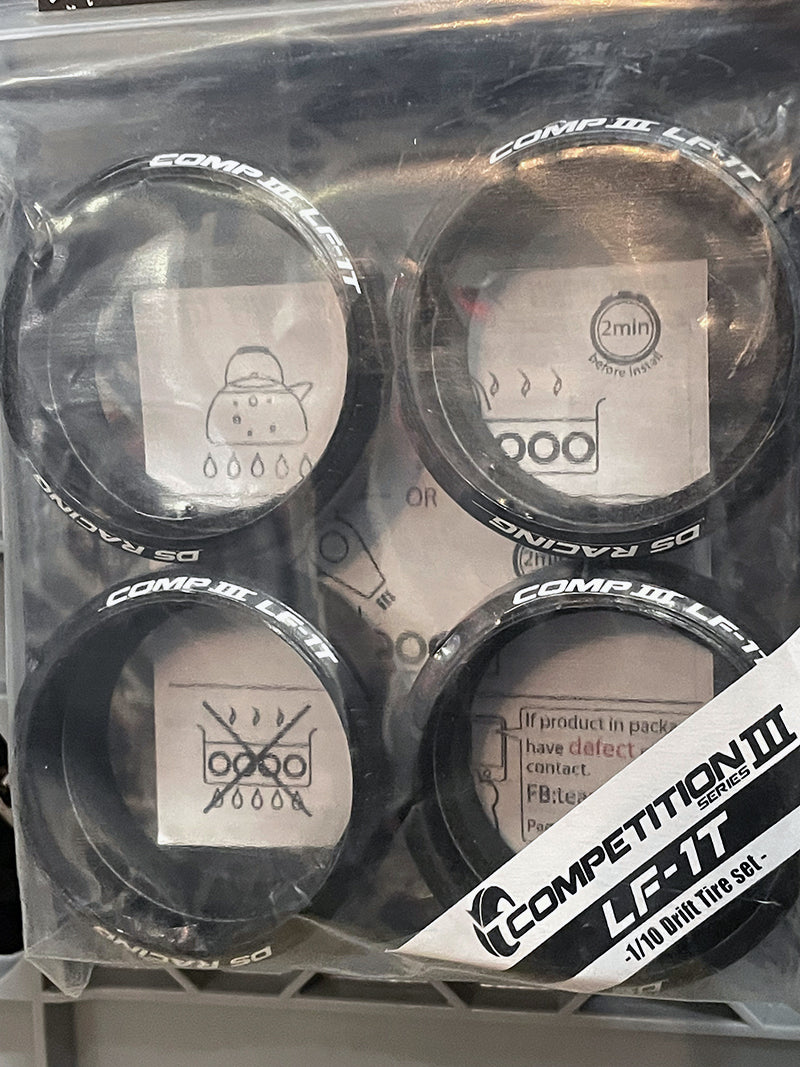 COMP III LF-1T
COMP III LF-1T
2min
before install
DS RACING
DS RACING
OR
COMP III LF-1T
COMP III LF-1T
If product in
have defect
contact.
DS RACING
COMPETITION III
SERIES
LF-1T
-1/10 Drift Tire set-